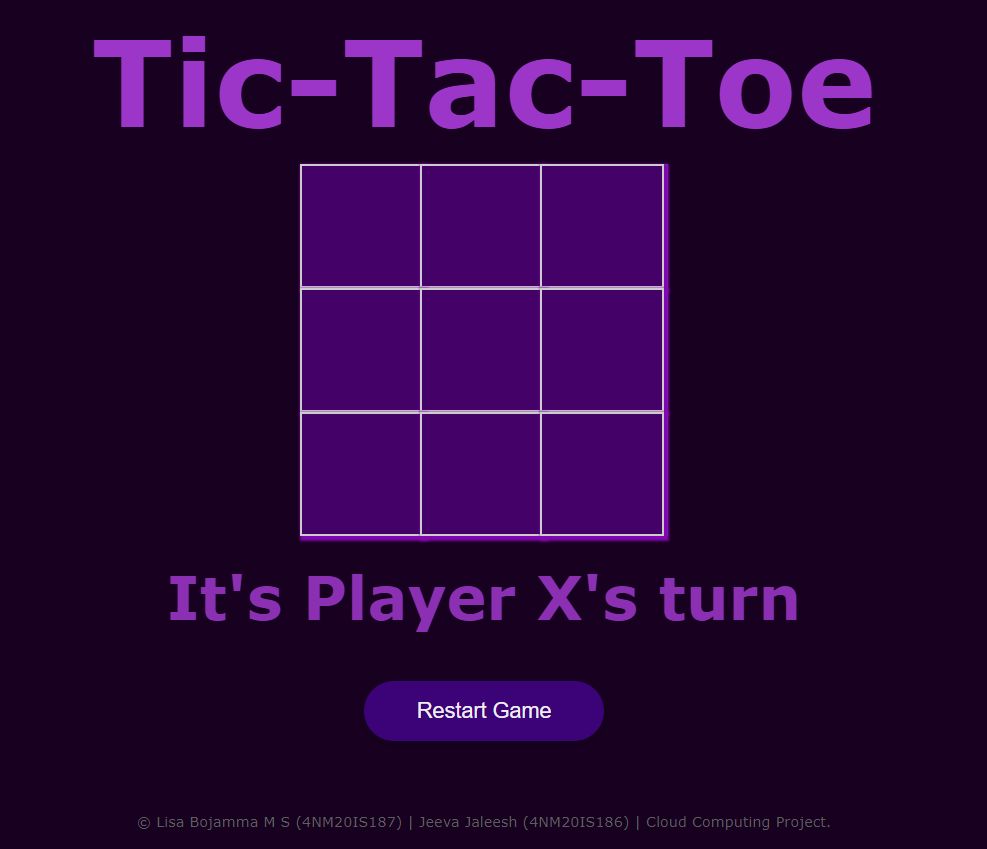 Tic-Tac-Toe
It's Player X's turn
Restart Game
© Lisa Bojamma M S (4NM20IS187) | Jeeva Jaleesh (4NM20IS186) | Cloud Computing Project.